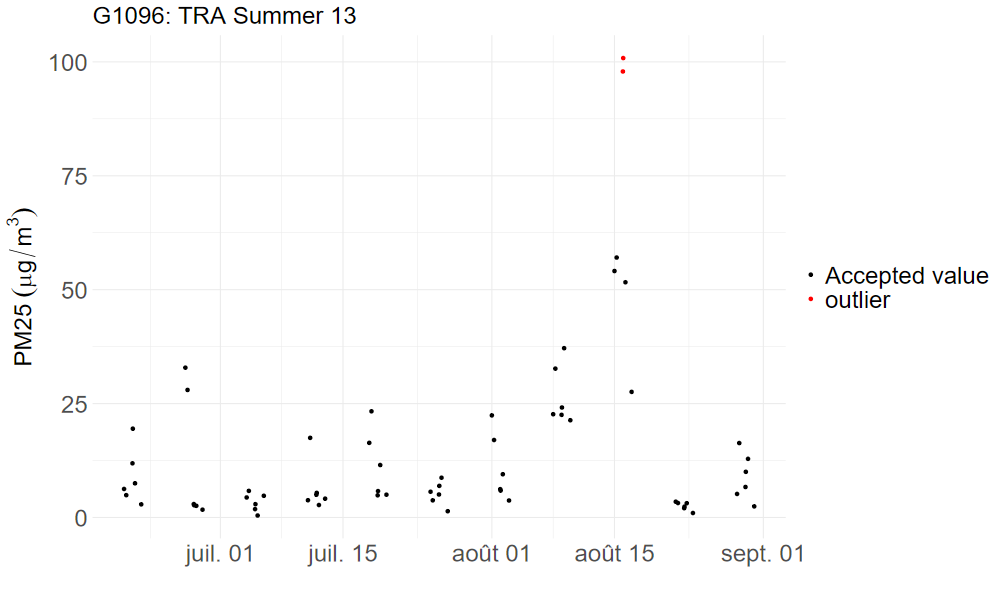 G1096: TRA Summer 13
100
75
50
25
0
PM25 (μg/m³)
juil. 01
juil. 15
août 01
août 15
sept. 01
Accepted value
outlier